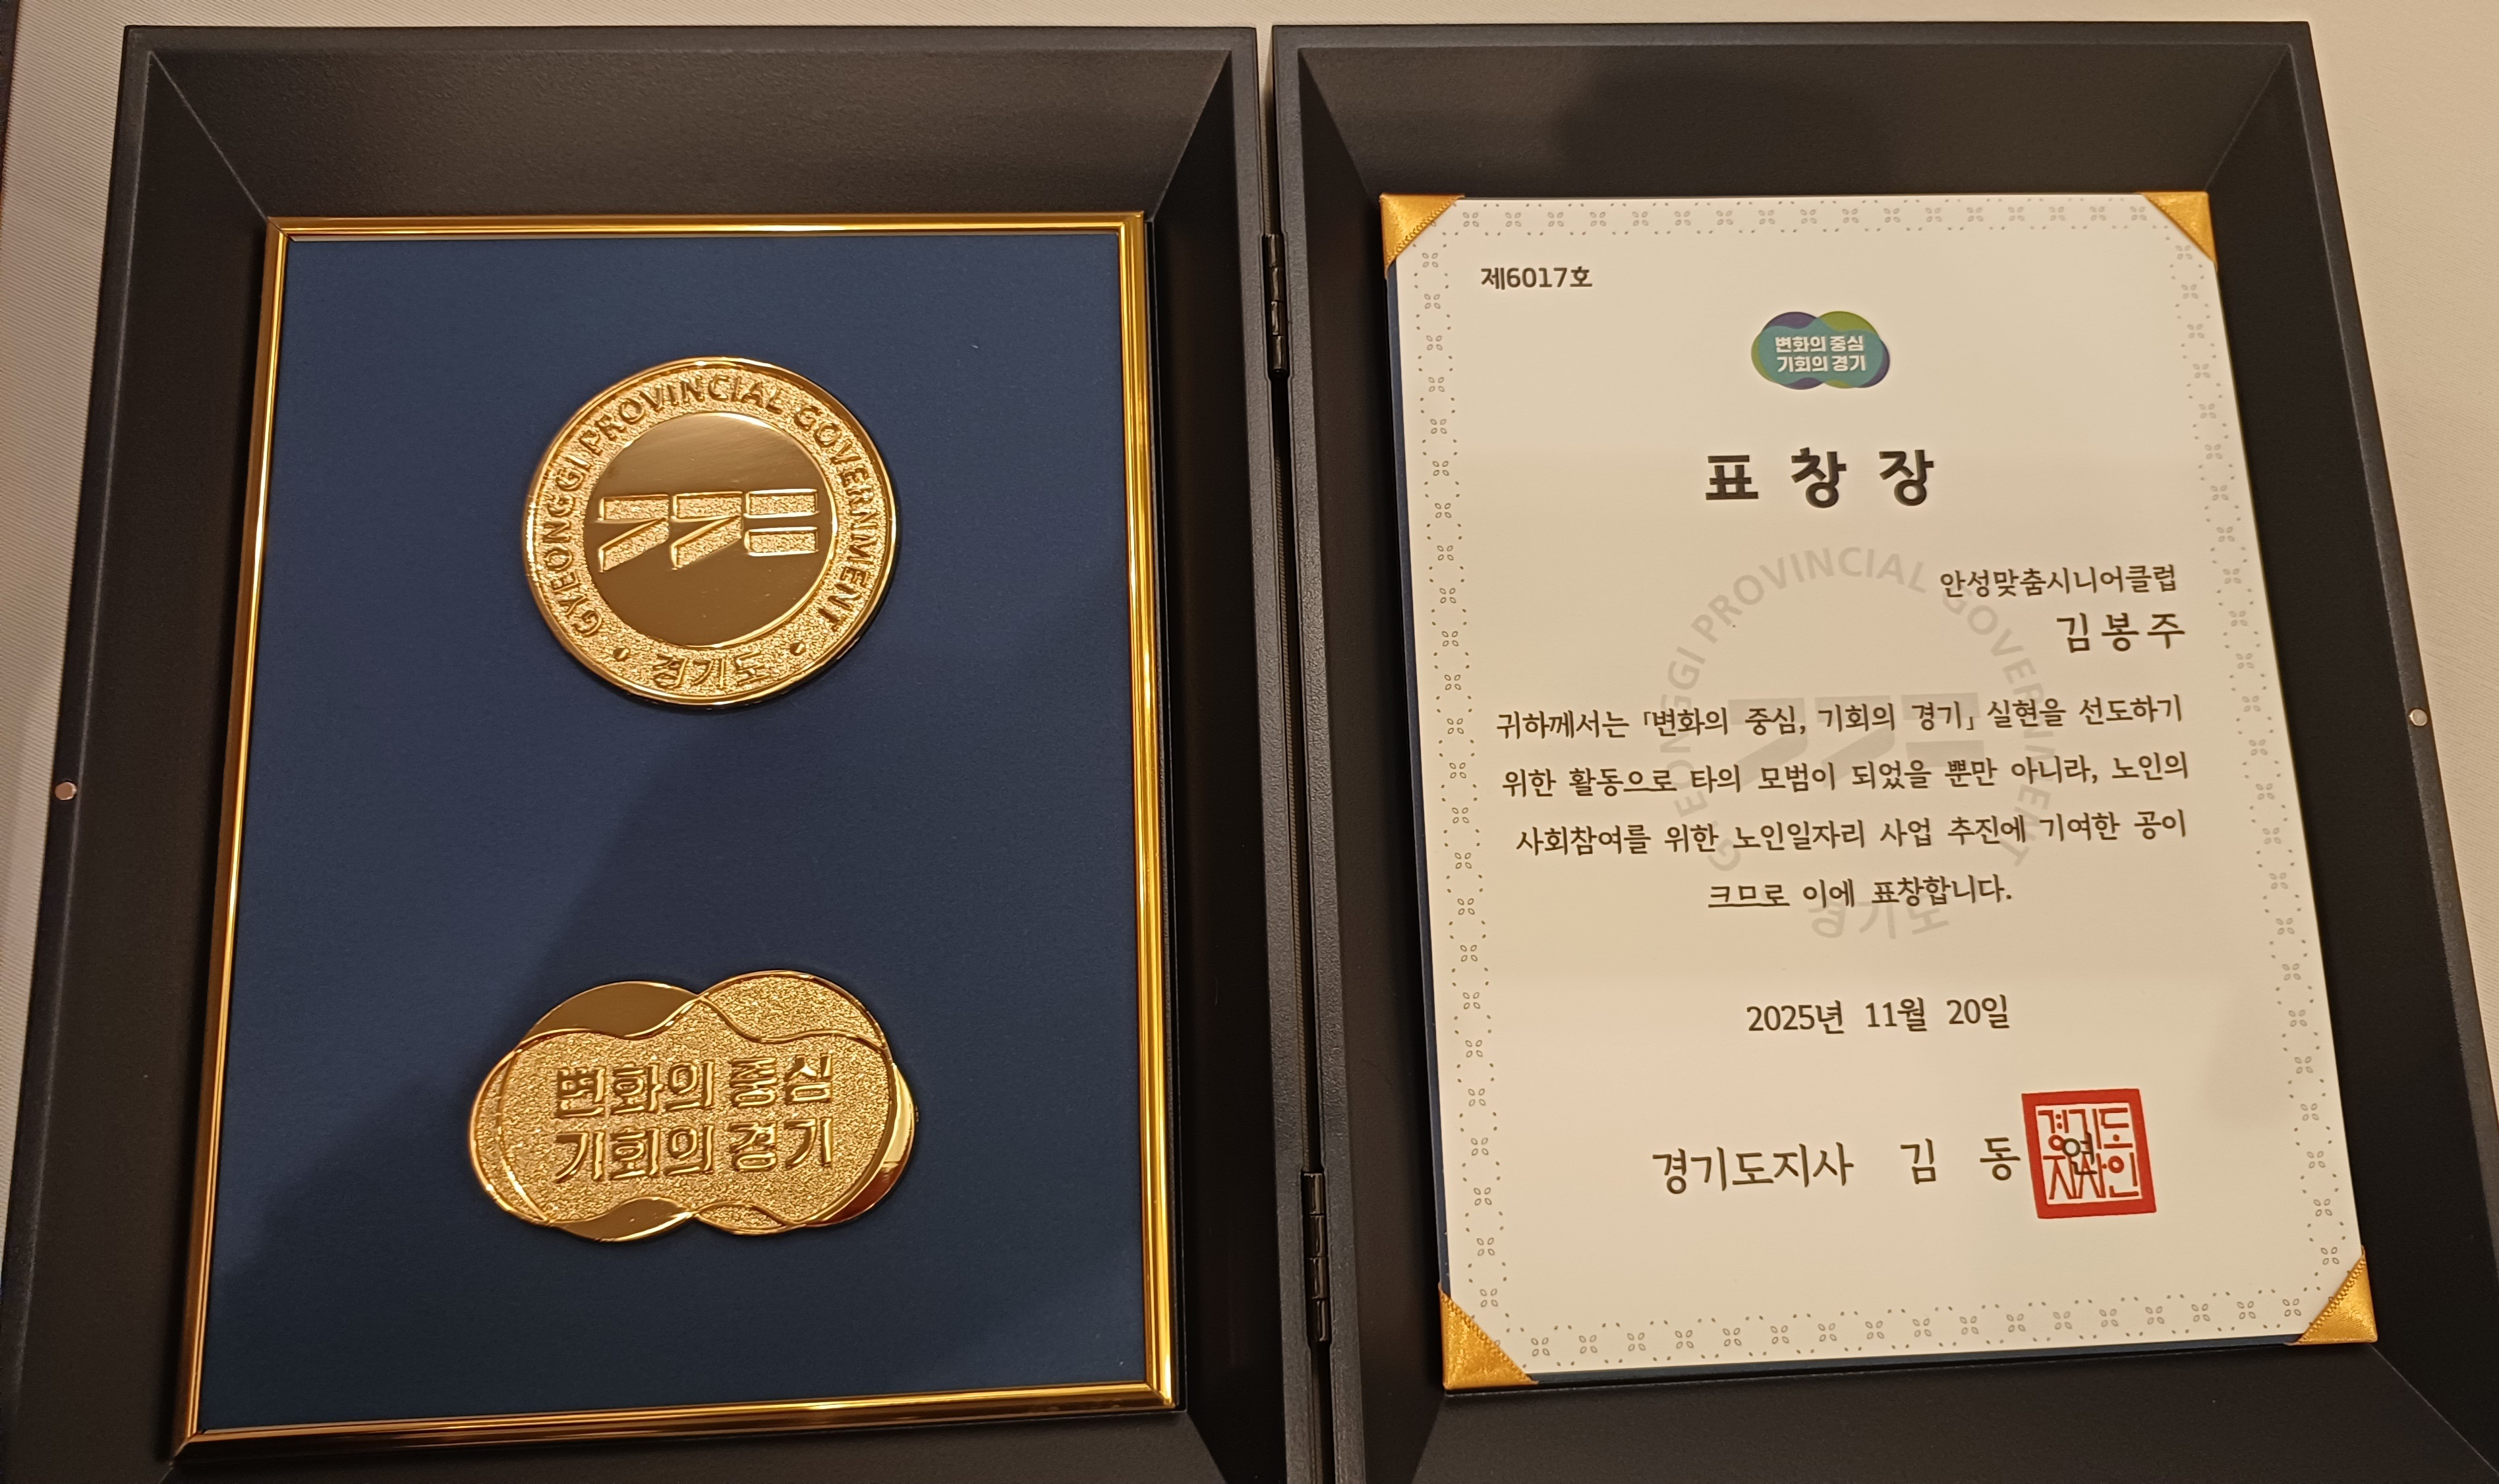 GYEONGGI PROVINCIAL GOVERNMENT
경기도
변화의 중심
기회의 경기
제6017호
변화의 중심
기회의 경기
표 창 장
안성맞춤시니어클럽
김 봉 주
귀하께서는 「변화의 중심, 기회의 경기」 실현을 선도하기
위한 활동으로 타의 모범이 되었을 뿐만 아니라, 노인의
사회참여를 위한 노인일자리 사업 추진에 기여한 공이
크므로 이에 표창합니다.
GYEONGGI PROVINCIAL GOVERNMENT
경기도
2025년 11월 20일
경기도지사 김 동 연
경기도
지사인